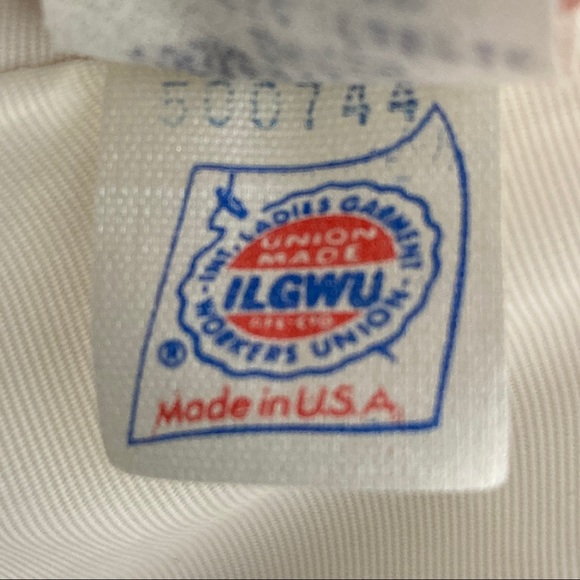 500744
INT. LADIES GARMENT
UNION
MADE
ILGWU
AFL-CIO
WORKERS UNION
®
Made in U.S.A.